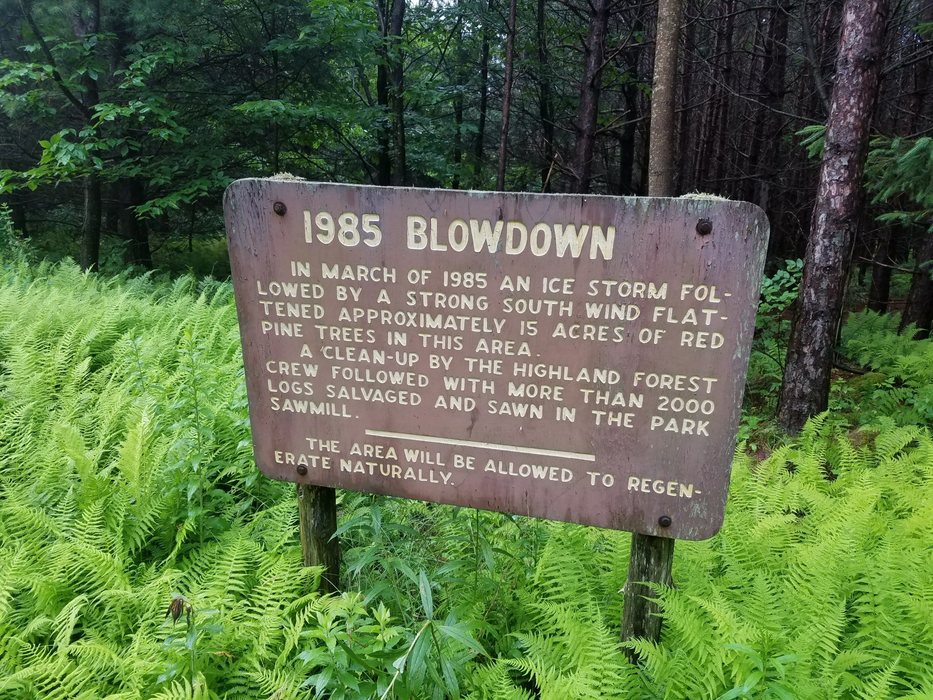 1985 BLOWDOWN
IN MARCH OF 1985 AN ICE STORM FOL-
LOWED BY A STRONG SOUTH WIND FLAT-
TENED APPROXIMATELY 15 ACRES OF RED
PINE TREES IN THIS AREA.
A CLEAN-UP BY THE HIGHLAND FOREST
CREW FOLLOWED WITH MORE THAN 2000
LOGS SALVAGED AND SAWN IN THE PARK
SAWMILL.
THE AREA WILL BE ALLOWED TO REGEN-
ERATE NATURALLY.